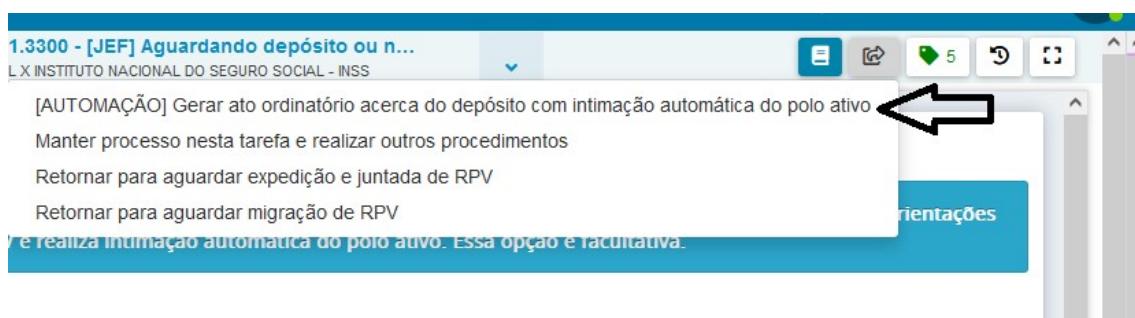 1.3300 - [JEF] Aguardando depósito ou n...
L X INSTITUTO NACIONAL DO SEGURO SOCIAL - INSS
5
[AUTOMAÇÃO] Gerar ato ordinatório acerca do depósito com intimação automática do polo ativo
Manter processo nesta tarefa e realizar outros procedimentos
Retornar para aguardar expedição e juntada de RPV
Retornar para aguardar migração de RPV
rientações
e realiza intimação automática do polo ativo. Essa opção é facultativa.